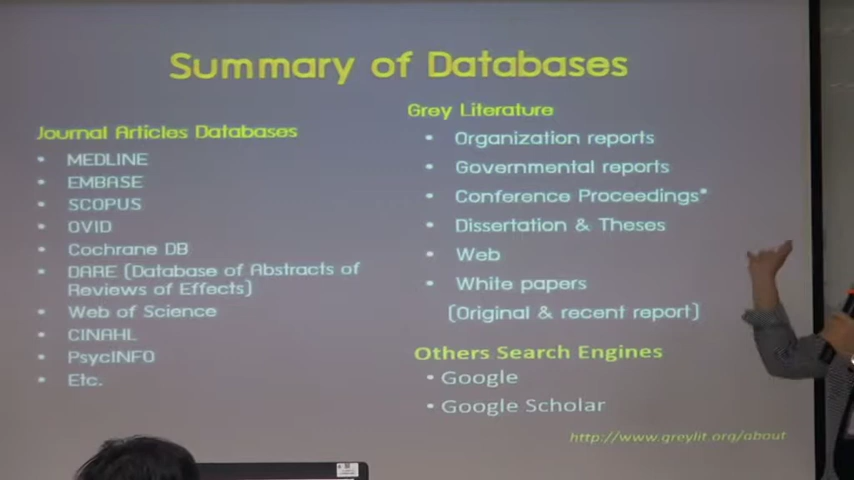 Summary of Databases
Journal Articles Databases
• MEDLINE
• EMBASE
• SCOPUS
• OVID
• Cochrane DB
• DARE (Database of Abstracts of
Reviews of Effects)
• Web of Science
• CINAHL
• PsycINFO
• Etc.
Grey Literature
• Organization reports
• Governmental reports
• Conference Proceedings*
• Dissertation & Theses
• Web
• White papers
(Original & recent report)
Others Search Engines
• Google
• Google Scholar
http://www.greylit.org/about